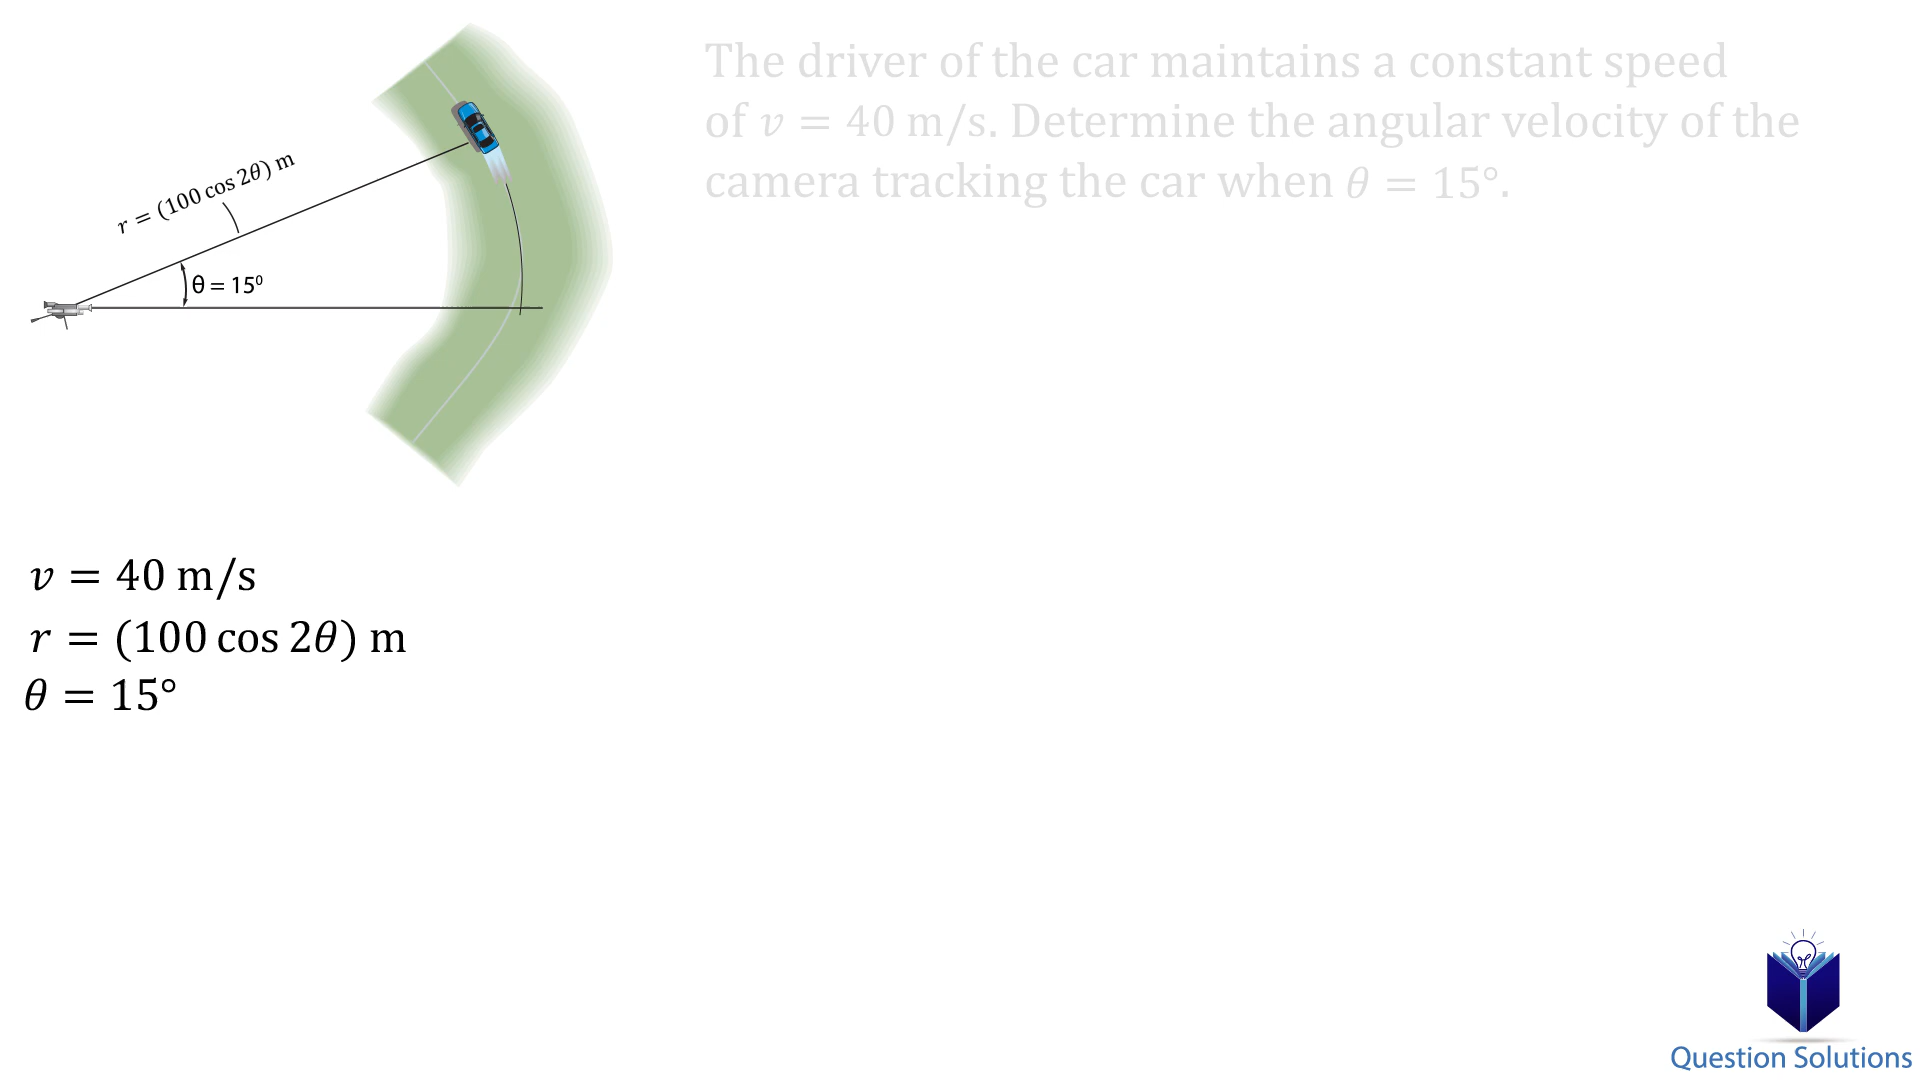 The driver of the car maintains a constant speed
of v = 40 m/s. Determine the angular velocity of the
camera tracking the car when θ = 15°.
r = (100 cos 2θ) m
θ = 15⁰
v = 40 m/s
r = (100 cos 2θ) m
θ = 15°
Question Solutions